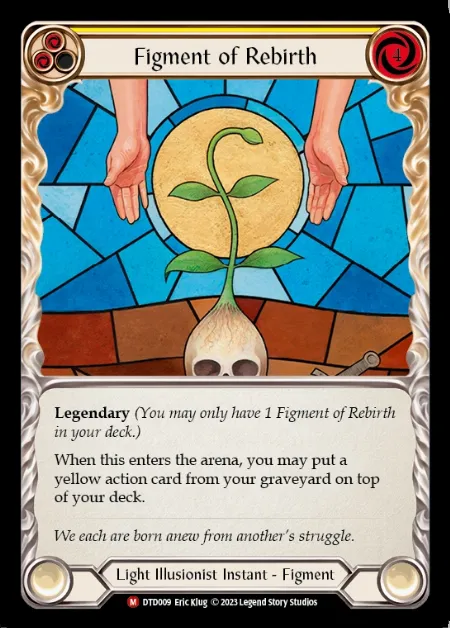 Figment of Rebirth
4
Legendary (You may only have 1 Figment of Rebirth
in your deck.)
When this enters the arena, you may put a
yellow action card from your graveyard on top
of your deck.
We each are born anew from another's struggle.
Light Illusionist Instant - Figment
M DTD009 Eric Klug © 2023 Legend Story Studios